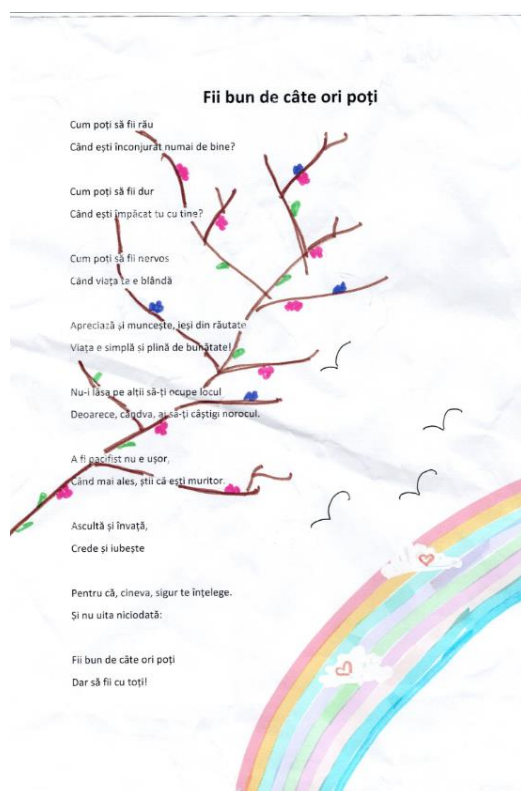 Fii bun de câte ori poți
Cum poți să fii rău
Când ești înconjurat numai de bine?
Cum poți să fii dur
Când ești împăcat tu cu tine?
Cum poți să fii nervos
Când viața ta e blândă
Apreciază și muncește, ieși din răutate
Viața e simplă și plină de bunătate!
Nu-i lăsa pe alții să-ți ocupe locul
Deoarece, cândva, ai să-ți câștigi norocul.
A fi pacifist nu e ușor,
Când mai ales, știi că ești muritor.
Ascultă și învață,
Crede și iubește
Pentru că, cineva, sigur te înțelege.
Și nu uita niciodată:
Fii bun de câte ori poți
Dar să fii cu toți!